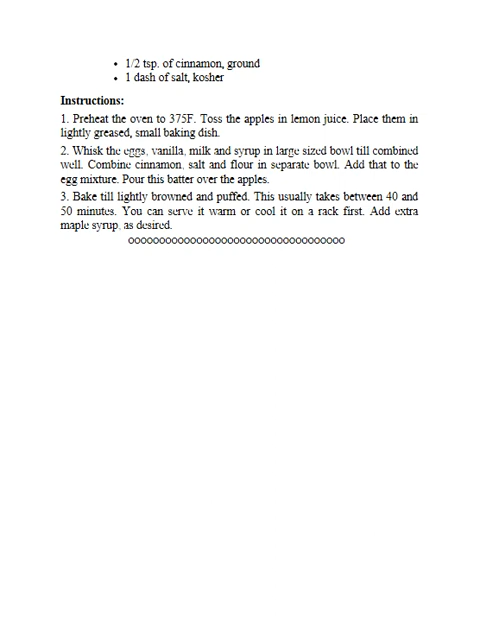 • 1/2 tsp. of cinnamon, ground
• 1 dash of salt, kosher
Instructions:
1. Preheat the oven to 375F. Toss the apples in lemon juice. Place them in
lightly greased, small baking dish.
2. Whisk the eggs, vanilla, milk and syrup in large sized bowl till combined
well. Combine cinnamon, salt and flour in separate bowl. Add that to the
egg mixture. Pour this batter over the apples.
3. Bake till lightly browned and puffed. This usually takes between 40 and
50 minutes. You can serve it warm or cool it on a rack first. Add extra
maple syrup, as desired.
ooooooooooooooooooooooooooooooooooo